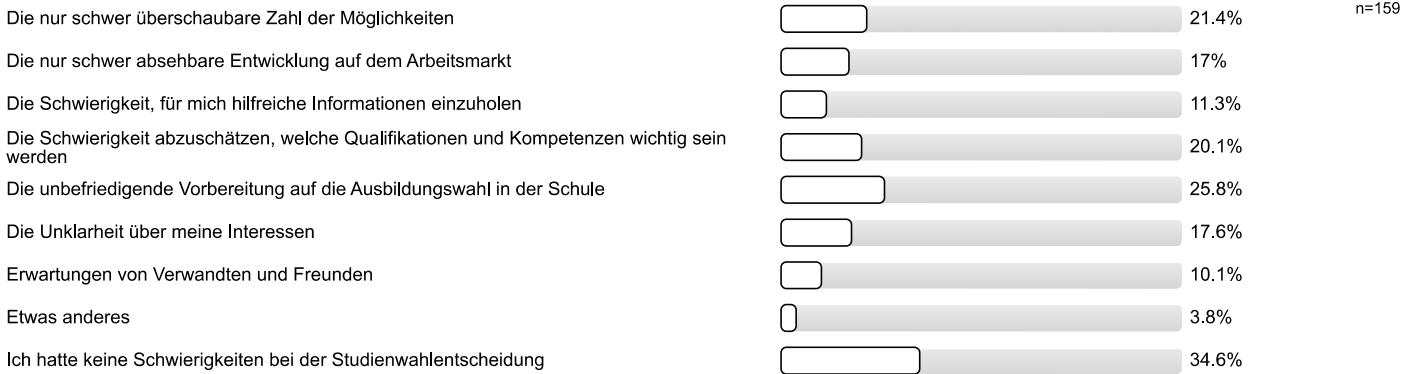 Die nur schwer überschaubare Zahl der Möglichkeiten 21.4% n=159
Die nur schwer absehbare Entwicklung auf dem Arbeitsmarkt 17%
Die Schwierigkeit, für mich hilfreiche Informationen einzuholen 11.3%
Die Schwierigkeit abzuschätzen, welche Qualifikationen und Kompetenzen wichtig sein
werden 20.1%
Die unbefriedigende Vorbereitung auf die Ausbildungswahl in der Schule 25.8%
Die Unklarheit über meine Interessen 17.6%
Erwartungen von Verwandten und Freunden 10.1%
Etwas anderes 3.8%
Ich hatte keine Schwierigkeiten bei der Studienwahlentscheidung 34.6%